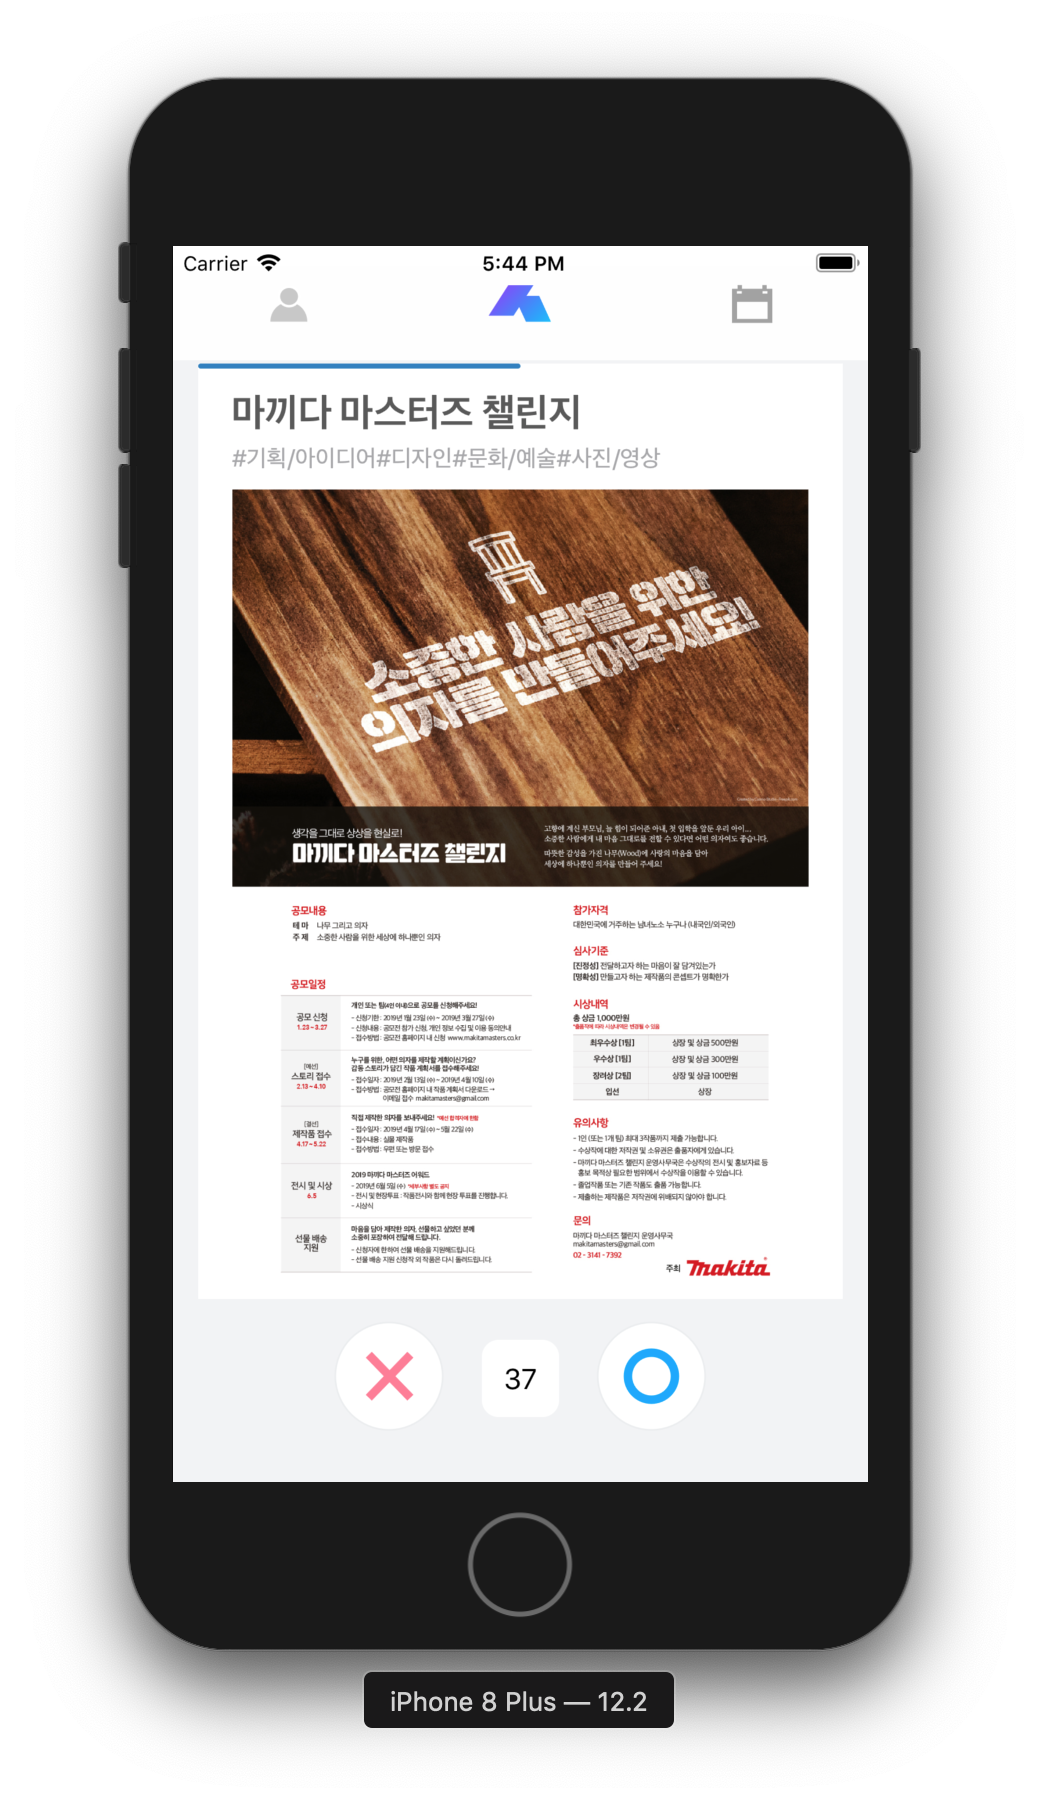 Carrier
5:44 PM
마끼다 마스터즈 챌린지
#기획/아이디어#디자인#문화/예술#사진/영상
소중한 사람을 위한
의자를 만들어주세요!
생각을 그대로 상상을 현실로!
마끼다 마스터즈 챌린지
고향에 계신 부모님, 늘 힘이 되어준 아내, 첫 입학을 앞둔 우리 아이...
소중한 사람에게 내 마음 그대로를 전할 수 있다면 어떤 의자여도 좋습니다.
따뜻한 감성을 가진 나무(Wood)에 사랑의 마음을 담아
세상에 하나뿐인 의자를 만들어 주세요!
공모내용
테 마 나무 그리고 의자
주 제 소중한 사람을 위한 세상에 하나뿐인 의자
공모일정
공모 신청
1.23 ~ 3.27
개인 또는 팀(4인 이내)으로 공모를 신청해주세요!
- 신청기한 : 2019년 1월 23일 (수) ~ 2019년 3월 27일 (수)
- 신청내용 : 공모전 참가 신청, 개인 정보 수집 및 이용 동의안내
- 접수방법 : 공모전 홈페이지 내 신청 www.makitamasters.co.kr
[예선]
스토리 접수
2.13 ~ 4.10
누구를 위한, 어떤 의자를 제작할 계획이신가요?
감동 스토리가 담긴 작품 계획서를 접수해주세요!
- 접수일자 : 2019년 2월 13일 (수) ~ 2019년 4월 10일 (수)
- 접수방법 : 공모전 홈페이지 내 작품 계획서 다운로드 →
이메일 접수 makitamasters@gmail.com
[결선]
제작품 접수
4.17 ~ 5.22
직접 제작한 의자를 보내주세요! *예선 합격자에 한함
- 접수일자 : 2019년 4월 17일 (수) ~ 5월 22일 (수)
- 접수내용 : 실물 제작품
- 접수방법 : 우편 또는 방문 접수
전시 및 시상
6.5
2019 마끼다 마스터즈 어워드
- 2019년 6월 5일 (수) *세부사항 별도 공지
- 전시 및 현장투표 : 작품전시와 함께 현장 투표를 진행합니다.
- 시상식
선물 배송
지원
마음을 담아 제작한 의자, 선물하고 싶었던 분께
소중히 포장하여 전달해 드립니다.
- 신청자에 한하여 선물 배송을 지원해드립니다.
- 선물 배송 지원 신청작 외 작품은 다시 돌려드립니다.
참가자격
대한민국에 거주하는 남녀노소 누구나 (내국인/외국인)
심사기준
[진정성] 전달하고자 하는 마음이 잘 담겨있는가
[명확성] 만들고자 하는 제작품의 콘셉트가 명확한가
시상내역
총 상금 1,000만원
*출품작에 따라 시상내역은 변경될 수 있음
최우수상 [1팀] 상장 및 상금 500만원
우수상 [1팀] 상장 및 상금 300만원
장려상 [2팀] 상장 및 상금 100만원
입선 상장
유의사항
- 1인 (또는 1개 팀) 최대 3작품까지 제출 가능합니다.
- 수상작에 대한 저작권 및 소유권은 출품자에게 있습니다.
- 마끼다 마스터즈 챌린지 운영사무국은 수상작의 전시 및 홍보자료 등
홍보 목적상 필요한 범위에서 수상작을 이용할 수 있습니다.
- 졸업작품 또는 기존 작품도 출품 가능합니다.
- 제출하는 제작품은 저작권에 위배되지 않아야 합니다.
문의
마끼다 마스터즈 챌린지 운영사무국
makitamasters@gmail.com
02 - 3141 - 7392
주최 makita
37
iPhone 8 Plus — 12.2